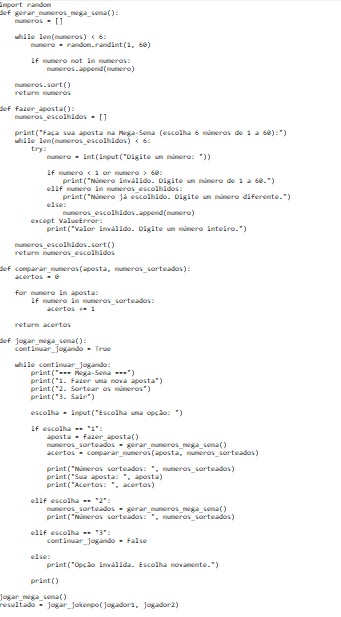 import random
def gerar_numeros_mega_sena():
    numeros = []

    while len(numeros) < 6:
        numero = random.randint(1, 60)

        if numero not in numeros:
            numeros.append(numero)

    numeros.sort()
    return numeros

def fazer_aposta():
    numeros_escolhidos = []

    print("Faça sua aposta na Mega-Sena (escolha 6 números de 1 a 60):")
    while len(numeros_escolhidos) < 6:
        try:
            numero = int(input("Digite um número: "))

            if numero < 1 or numero > 60:
                print("Número inválido. Digite um número de 1 a 60.")
            elif numero in numeros_escolhidos:
                print("Número já escolhido. Digite um número diferente.")
            else:
                numeros_escolhidos.append(numero)
        except ValueError:
            print("Valor inválido. Digite um número inteiro.")

    numeros_escolhidos.sort()
    return numeros_escolhidos

def comparar_numeros(aposta, numeros_sorteados):
    acertos = 0

    for numero in aposta:
        if numero in numeros_sorteados:
            acertos += 1

    return acertos

def jogar_mega_sena():
    continuar_jogando = True

    while continuar_jogando:
        print("=== Mega-Sena ===")
        print("1. Fazer uma nova aposta")
        print("2. Sortear os números")
        print("3. Sair")

        escolha = input("Escolha uma opção: ")

        if escolha == "1":
            aposta = fazer_aposta()
            numeros_sorteados = gerar_numeros_mega_sena()
            acertos = comparar_numeros(aposta, numeros_sorteados)

            print("Números sorteados: ", numeros_sorteados)
            print("Sua aposta: ", aposta)
            print("Acertos: ", acertos)

        elif escolha == "2":
            numeros_sorteados = gerar_numeros_mega_sena()
            print("Números sorteados: ", numeros_sorteados)

        elif escolha == "3":
            continuar_jogando = False

        else:
            print("Opção inválida. Escolha novamente.")

        print()

jogar_mega_sena()
resultado = jogar_jokenpo(jogador1, jogador2)